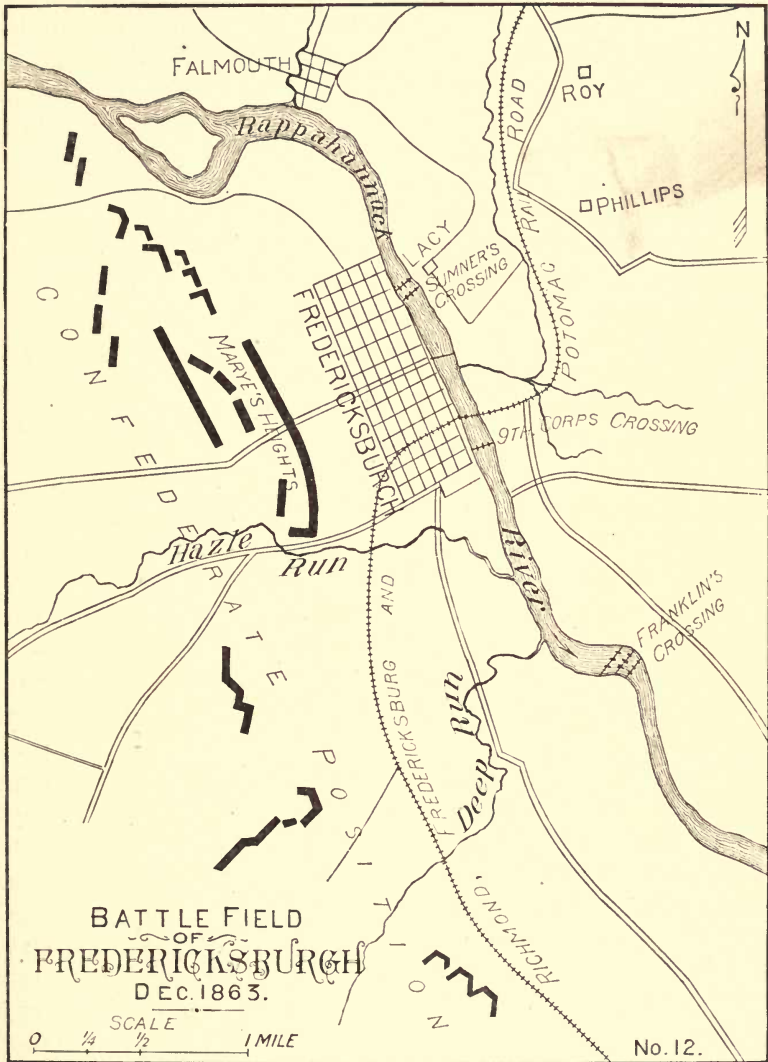 N
FALMOUTH
ROY
Rappahannock
PHILLIPS
LACY
SUMNER'S
CROSSING
RICHMOND, FREDERICKSBURG AND POTOMAC RAIL ROAD
FREDERICKSBURGH
MARYE'S HEIGHTS
9TH. CORPS CROSSING
CONFEDERATE POSITION
Hazle Run
River
FRANKLIN'S
CROSSING
Deep Run
BATTLE FIELD
OF
FREDERICKSBURGH
DEC. 1863.
SCALE
0 1/4 1/2 1 MILE
No. 12.